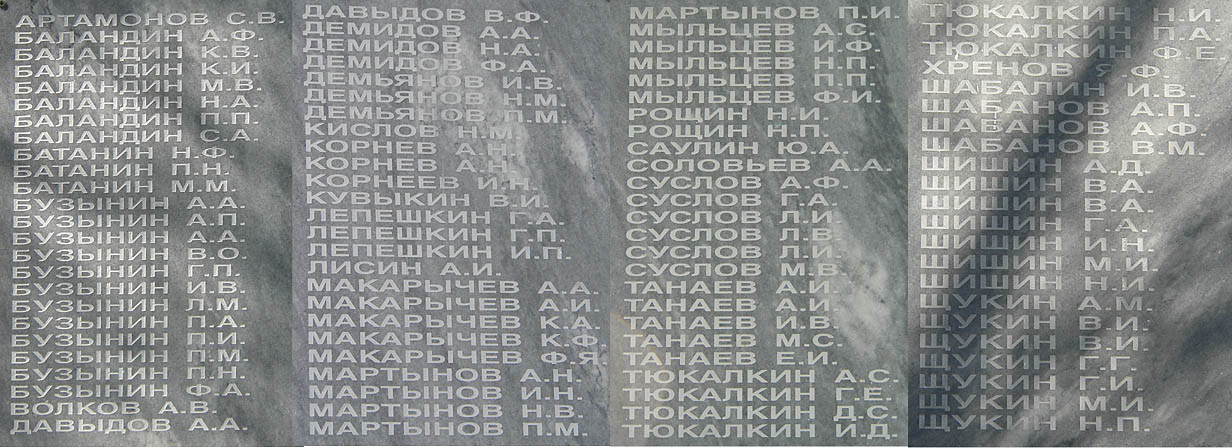 АРТАМОНОВ С.В.
БАЛАНДИН А.Ф.
БАЛАНДИН К.В.
БАЛАНДИН К.И.
БАЛАНДИН М.В.
БАЛАНДИН Н.А.
БАЛАНДИН П.П.
БАЛАНДИН С.А.
БАТАНИН Н.Ф.
БАТАНИН П.Н.
БАТАНИН М.М.
БУЗЫНИН А.А.
БУЗЫНИН А.П.
БУЗЫНИН А.А.
БУЗЫНИН В.О.
БУЗЫНИН Г.П.
БУЗЫНИН И.В.
БУЗЫНИН Л.М.
БУЗЫНИН П.А.
БУЗЫНИН П.И.
БУЗЫНИН П.М.
БУЗЫНИН П.Н.
БУЗЫНИН Ф.А.
ВОЛКОВ А.В.
ДАВЫДОВ А.А.
ДАВЫДОВ В.Ф.
ДЕМИДОВ А.А.
ДЕМИДОВ Н.А.
ДЕМИДОВ Ф.А.
ДЕМЬЯНОВ И.В.
ДЕМЬЯНОВ Н.М.
ДЕМЬЯНОВ П.М.
КИСЛОВ Н.М.
КОРНЕВ А.Н.
КОРНЕВ А.Н.
КОРНЕЕВ И.Н.
КУВЫКИН В.И.
ЛЕПЕШКИН Г.А.
ЛЕПЕШКИН Г.П.
ЛЕПЕШКИН И.П.
ЛИСИН А.И.
МАКАРЫЧЕВ А.А.
МАКАРЫЧЕВ А.И.
МАКАРЫЧЕВ К.А.
МАКАРЫЧЕВ К.Ф.
МАКАРЫЧЕВ Ф.Я.
МАРТЫНОВ А.Н.
МАРТЫНОВ И.Н.
МАРТЫНОВ Н.В.
МАРТЫНОВ П.М.
МАРТЫНОВ П.И.
МЫЛЬЦЕВ А.С.
МЫЛЬЦЕВ И.Ф.
МЫЛЬЦЕВ Н.П.
МЫЛЬЦЕВ П.П.
МЫЛЬЦЕВ Ф.И.
РОЩИН Н.И.
РОЩИН Н.П.
САУЛИН Ю.А.
СОЛОВЬЕВ А.А.
СУСЛОВ А.Ф.
СУСЛОВ Г.А.
СУСЛОВ Л.И.
СУСЛОВ Л.В.
СУСЛОВ Л.И.
СУСЛОВ М.В.
ТАНАЕВ А.И.
ТАНАЕВ А.И.
ТАНАЕВ И.В.
ТАНАЕВ М.С.
ТАНАЕВ Е.И.
ТЮКАЛКИН А.С.
ТЮКАЛКИН Г.Е.
ТЮКАЛКИН Д.С.
ТЮКАЛКИН И.Д.
ТЮКАЛКИН Н.И.
ТЮКАЛКИН П.А.
ТЮКАЛКИН Ф.Е.
ХРЕНОВ Я.Ф.
ШАБАЛИН И.В.
ШАБАНОВ А.П.
ШАБАНОВ А.Ф.
ШАБАНОВ В.М.
ШИШИН А.Д.
ШИШИН В.А.
ШИШИН В.А.
ШИШИН Г.А.
ШИШИН И.Н.
ШИШИН М.И.
ШИШИН Н.И.
ЩУКИН А.М.
ЩУКИН В.И.
ЩУКИН В.И.
ЩУКИН Г.Г.
ЩУКИН Г.И.
ЩУКИН М.И.
ЩУКИН Н.П.